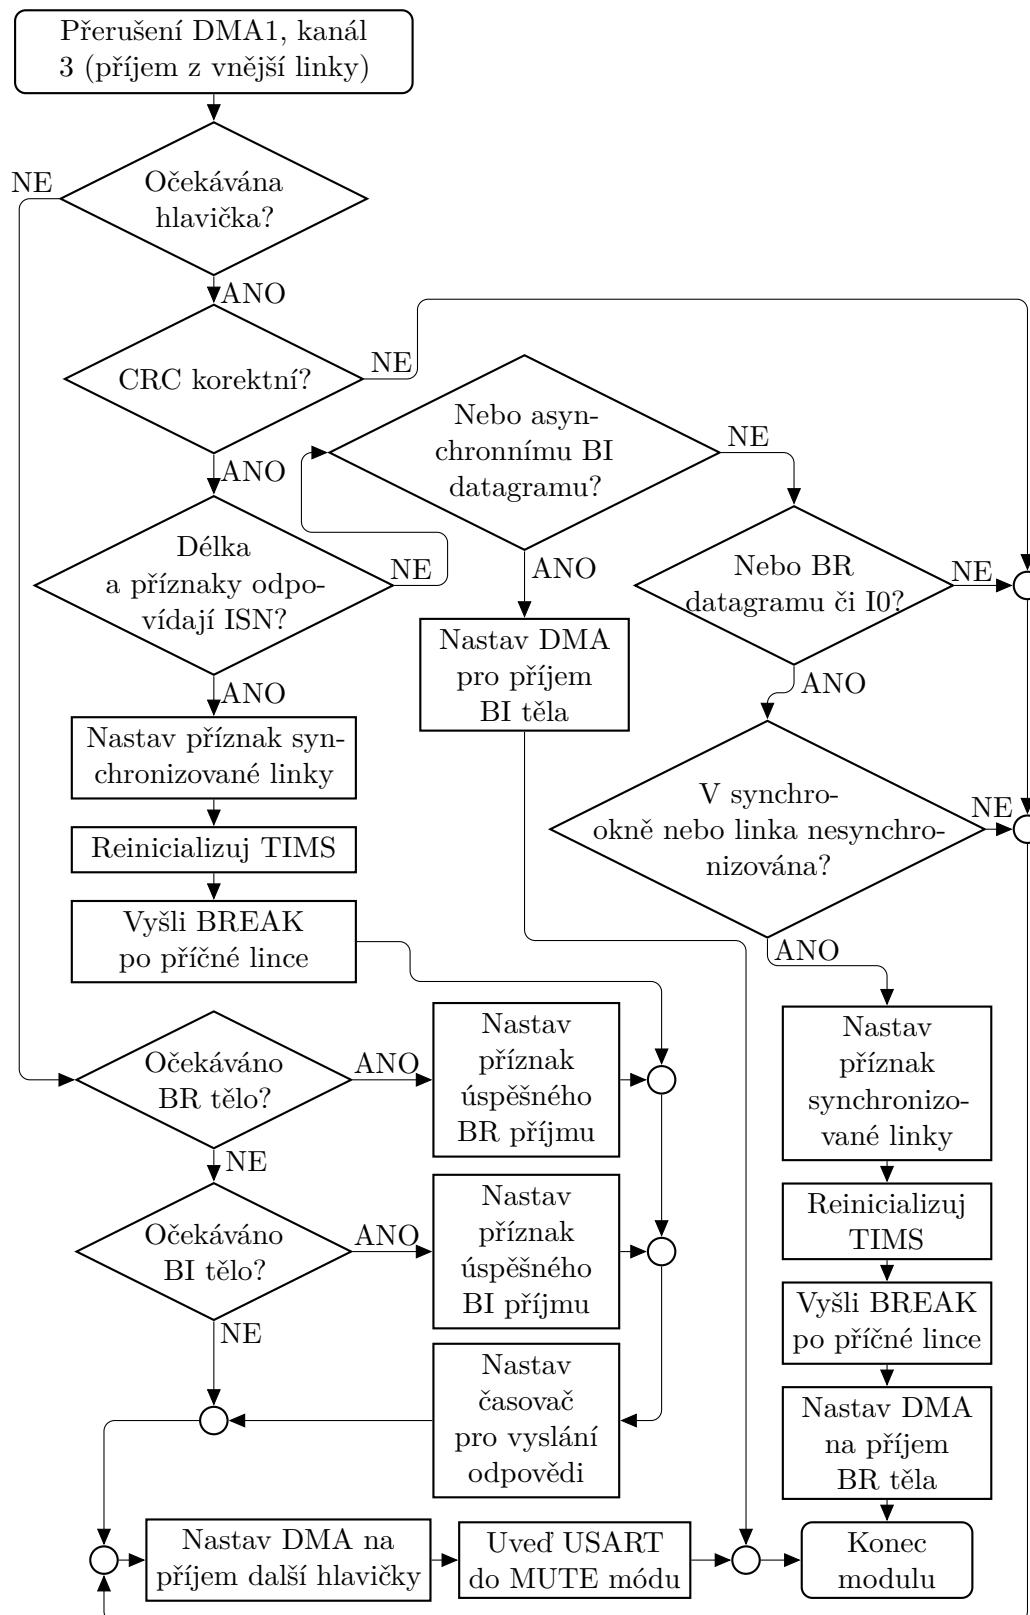 Přerušení DMA1, kanál
3 (příjem z vnější linky)
NE
Očekávána
hlavička?
ANO
CRC korektní?
NE
ANO
Nebo asyn-
chronnímu BI
datagramu?
NE
ANO
Délka
a příznaky odpo-
vídají ISN?
NE
ANO
Nebo BR
datagramu či I0?
NE
ANO
Nastav DMA
pro příjem
BI těla
Nastav příznak syn-
chronizované linky
Reinicializuj TIMS
Vyšli BREAK
po příčné lince
V synchro-
okně nebo linka nesynchro-
nizována?
NE
ANO
Očekáváno
BR tělo?
ANO
NE
Nastav
příznak
úspěšného
BR příjmu
Nastav
příznak
synchronizo-
vané linky
Očekáváno
BI tělo?
ANO
NE
Nastav
příznak
úspěšného
BI příjmu
Reinicializuj
TIMS
Vyšli BREAK
po příčné lince
Nastav
časovač
pro vyslání
odpovědi
Nastav DMA
na příjem
BR těla
Nastav DMA na
příjem další hlavičky
Uveď USART
do MUTE módu
Konec
modulu